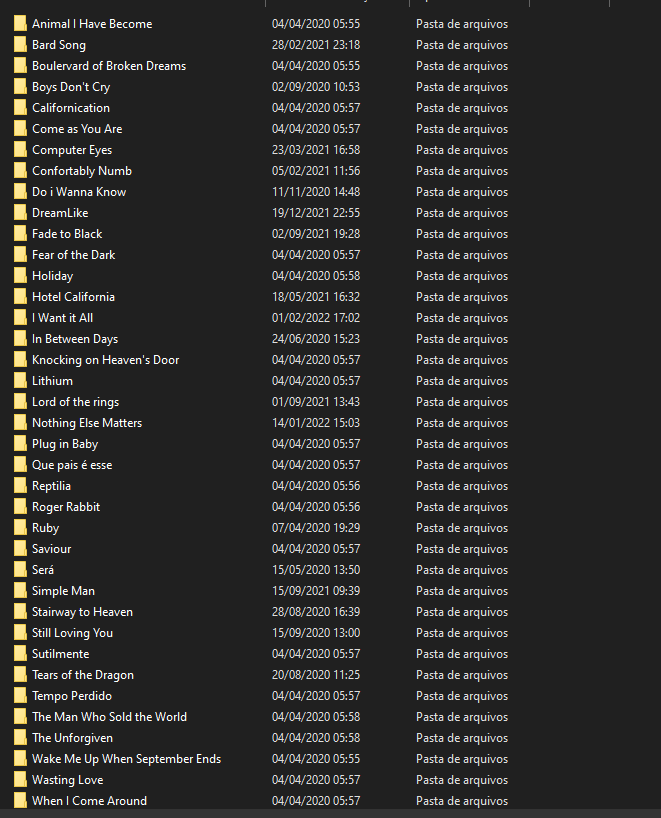 Animal I Have Become 04/04/2020 05:55 Pasta de arquivos
Bard Song 28/02/2021 23:18 Pasta de arquivos
Boulervard of Broken Dreams 04/04/2020 05:55 Pasta de arquivos
Boys Don't Cry 02/09/2020 10:53 Pasta de arquivos
Californication 04/04/2020 05:57 Pasta de arquivos
Come as You Are 04/04/2020 05:57 Pasta de arquivos
Computer Eyes 23/03/2021 16:58 Pasta de arquivos
Confortably Numb 05/02/2021 11:56 Pasta de arquivos
Do i Wanna Know 11/11/2020 14:48 Pasta de arquivos
DreamLike 19/12/2021 22:55 Pasta de arquivos
Fade to Black 02/09/2021 19:28 Pasta de arquivos
Fear of the Dark 04/04/2020 05:57 Pasta de arquivos
Holiday 04/04/2020 05:58 Pasta de arquivos
Hotel California 18/05/2021 16:32 Pasta de arquivos
I Want it All 01/02/2022 17:02 Pasta de arquivos
In Between Days 24/06/2020 15:23 Pasta de arquivos
Knocking on Heaven's Door 04/04/2020 05:57 Pasta de arquivos
Lithium 04/04/2020 05:57 Pasta de arquivos
Lord of the rings 01/09/2021 13:43 Pasta de arquivos
Nothing Else Matters 14/01/2022 15:03 Pasta de arquivos
Plug in Baby 04/04/2020 05:57 Pasta de arquivos
Que pais é esse 04/04/2020 05:57 Pasta de arquivos
Reptilia 04/04/2020 05:56 Pasta de arquivos
Roger Rabbit 04/04/2020 05:56 Pasta de arquivos
Ruby 07/04/2020 19:29 Pasta de arquivos
Saviour 04/04/2020 05:57 Pasta de arquivos
Será 15/05/2020 13:50 Pasta de arquivos
Simple Man 15/09/2021 09:39 Pasta de arquivos
Stairway to Heaven 28/08/2020 16:39 Pasta de arquivos
Still Loving You 15/09/2020 13:00 Pasta de arquivos
Sutilmente 04/04/2020 05:57 Pasta de arquivos
Tears of the Dragon 20/08/2020 11:25 Pasta de arquivos
Tempo Perdido 04/04/2020 05:57 Pasta de arquivos
The Man Who Sold the World 04/04/2020 05:58 Pasta de arquivos
The Unforgiven 04/04/2020 05:58 Pasta de arquivos
Wake Me Up When September Ends 04/04/2020 05:55 Pasta de arquivos
Wasting Love 04/04/2020 05:57 Pasta de arquivos
When I Come Around 04/04/2020 05:57 Pasta de arquivos